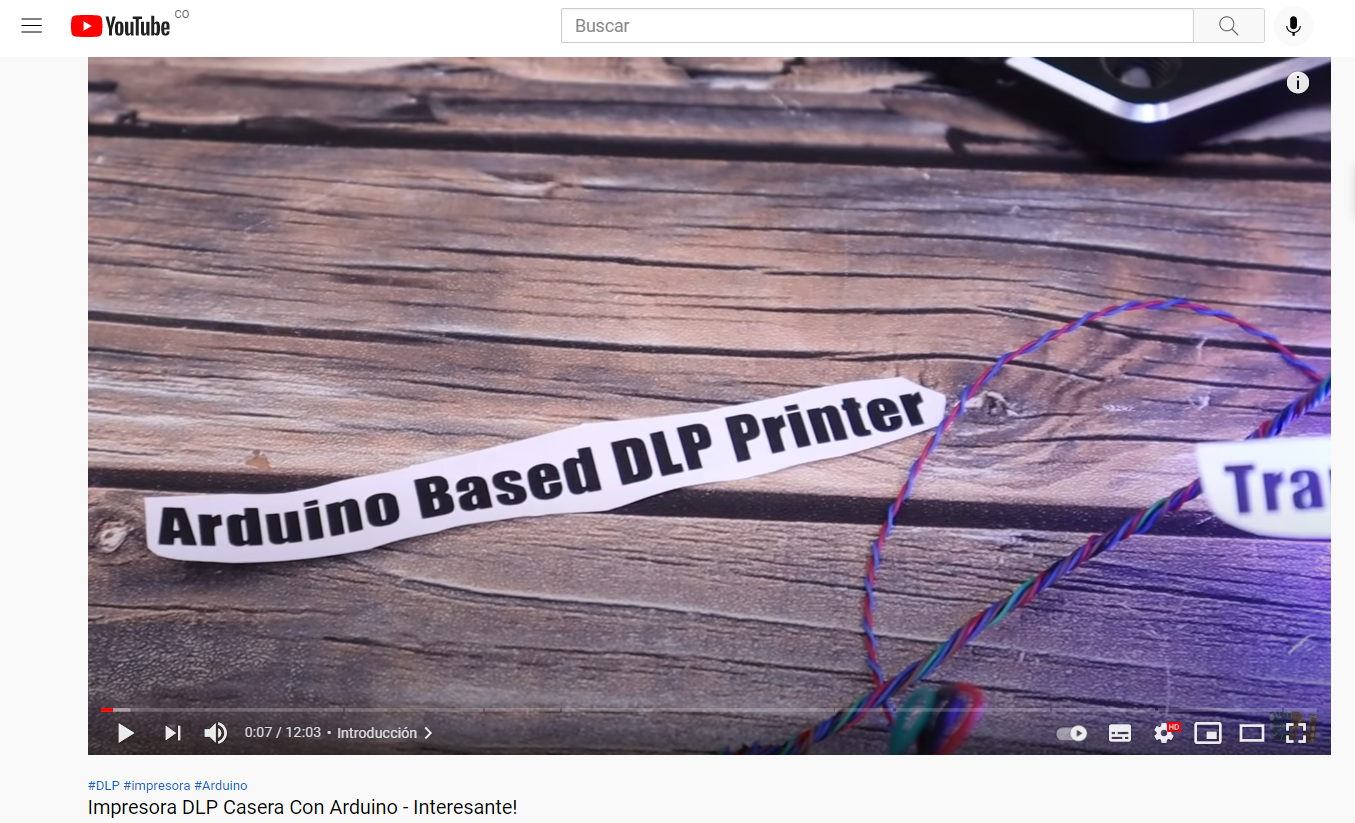 YouTube CO
Buscar
Arduino Based DLP Printer
Tra
0:07 / 12:03 • Introducción
HD
#DLP #impresora #Arduino
Impresora DLP Casera Con Arduino - Interesante!